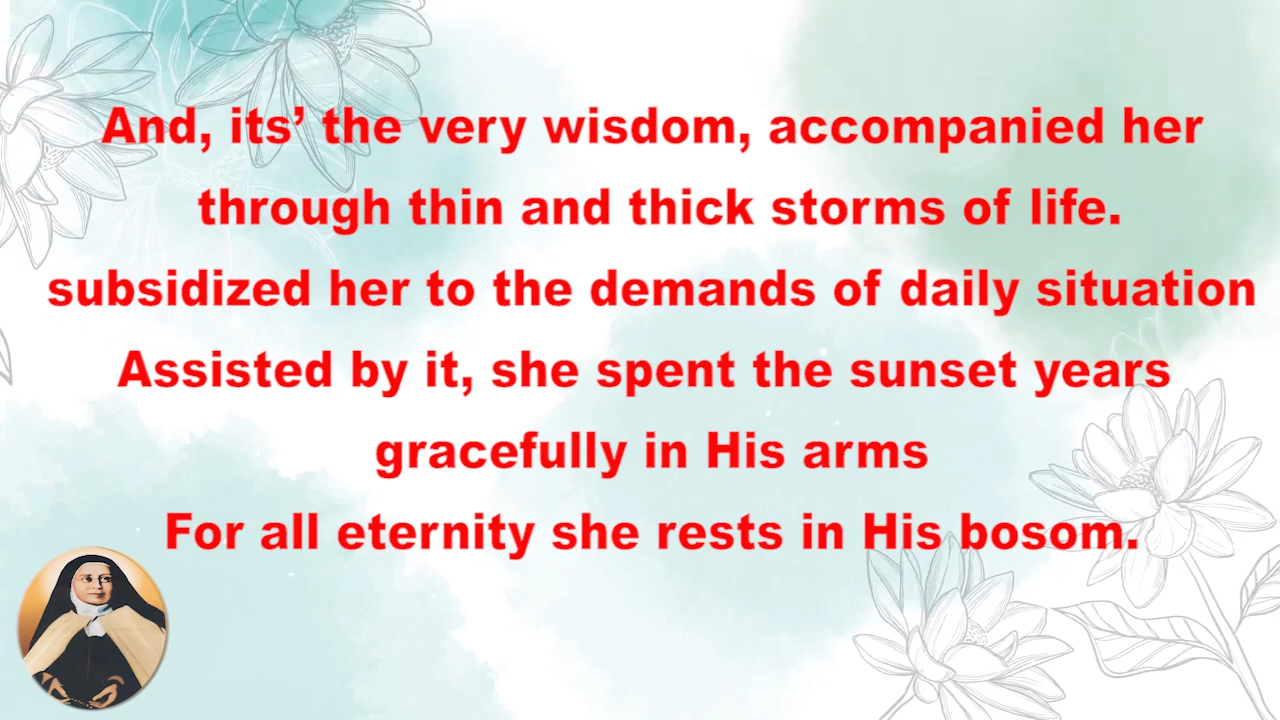 And, its’ the very wisdom, accompanied her
through thin and thick storms of life.
subsidized her to the demands of daily situation
Assisted by it, she spent the sunset years
gracefully in His arms
For all eternity she rests in His bosom.